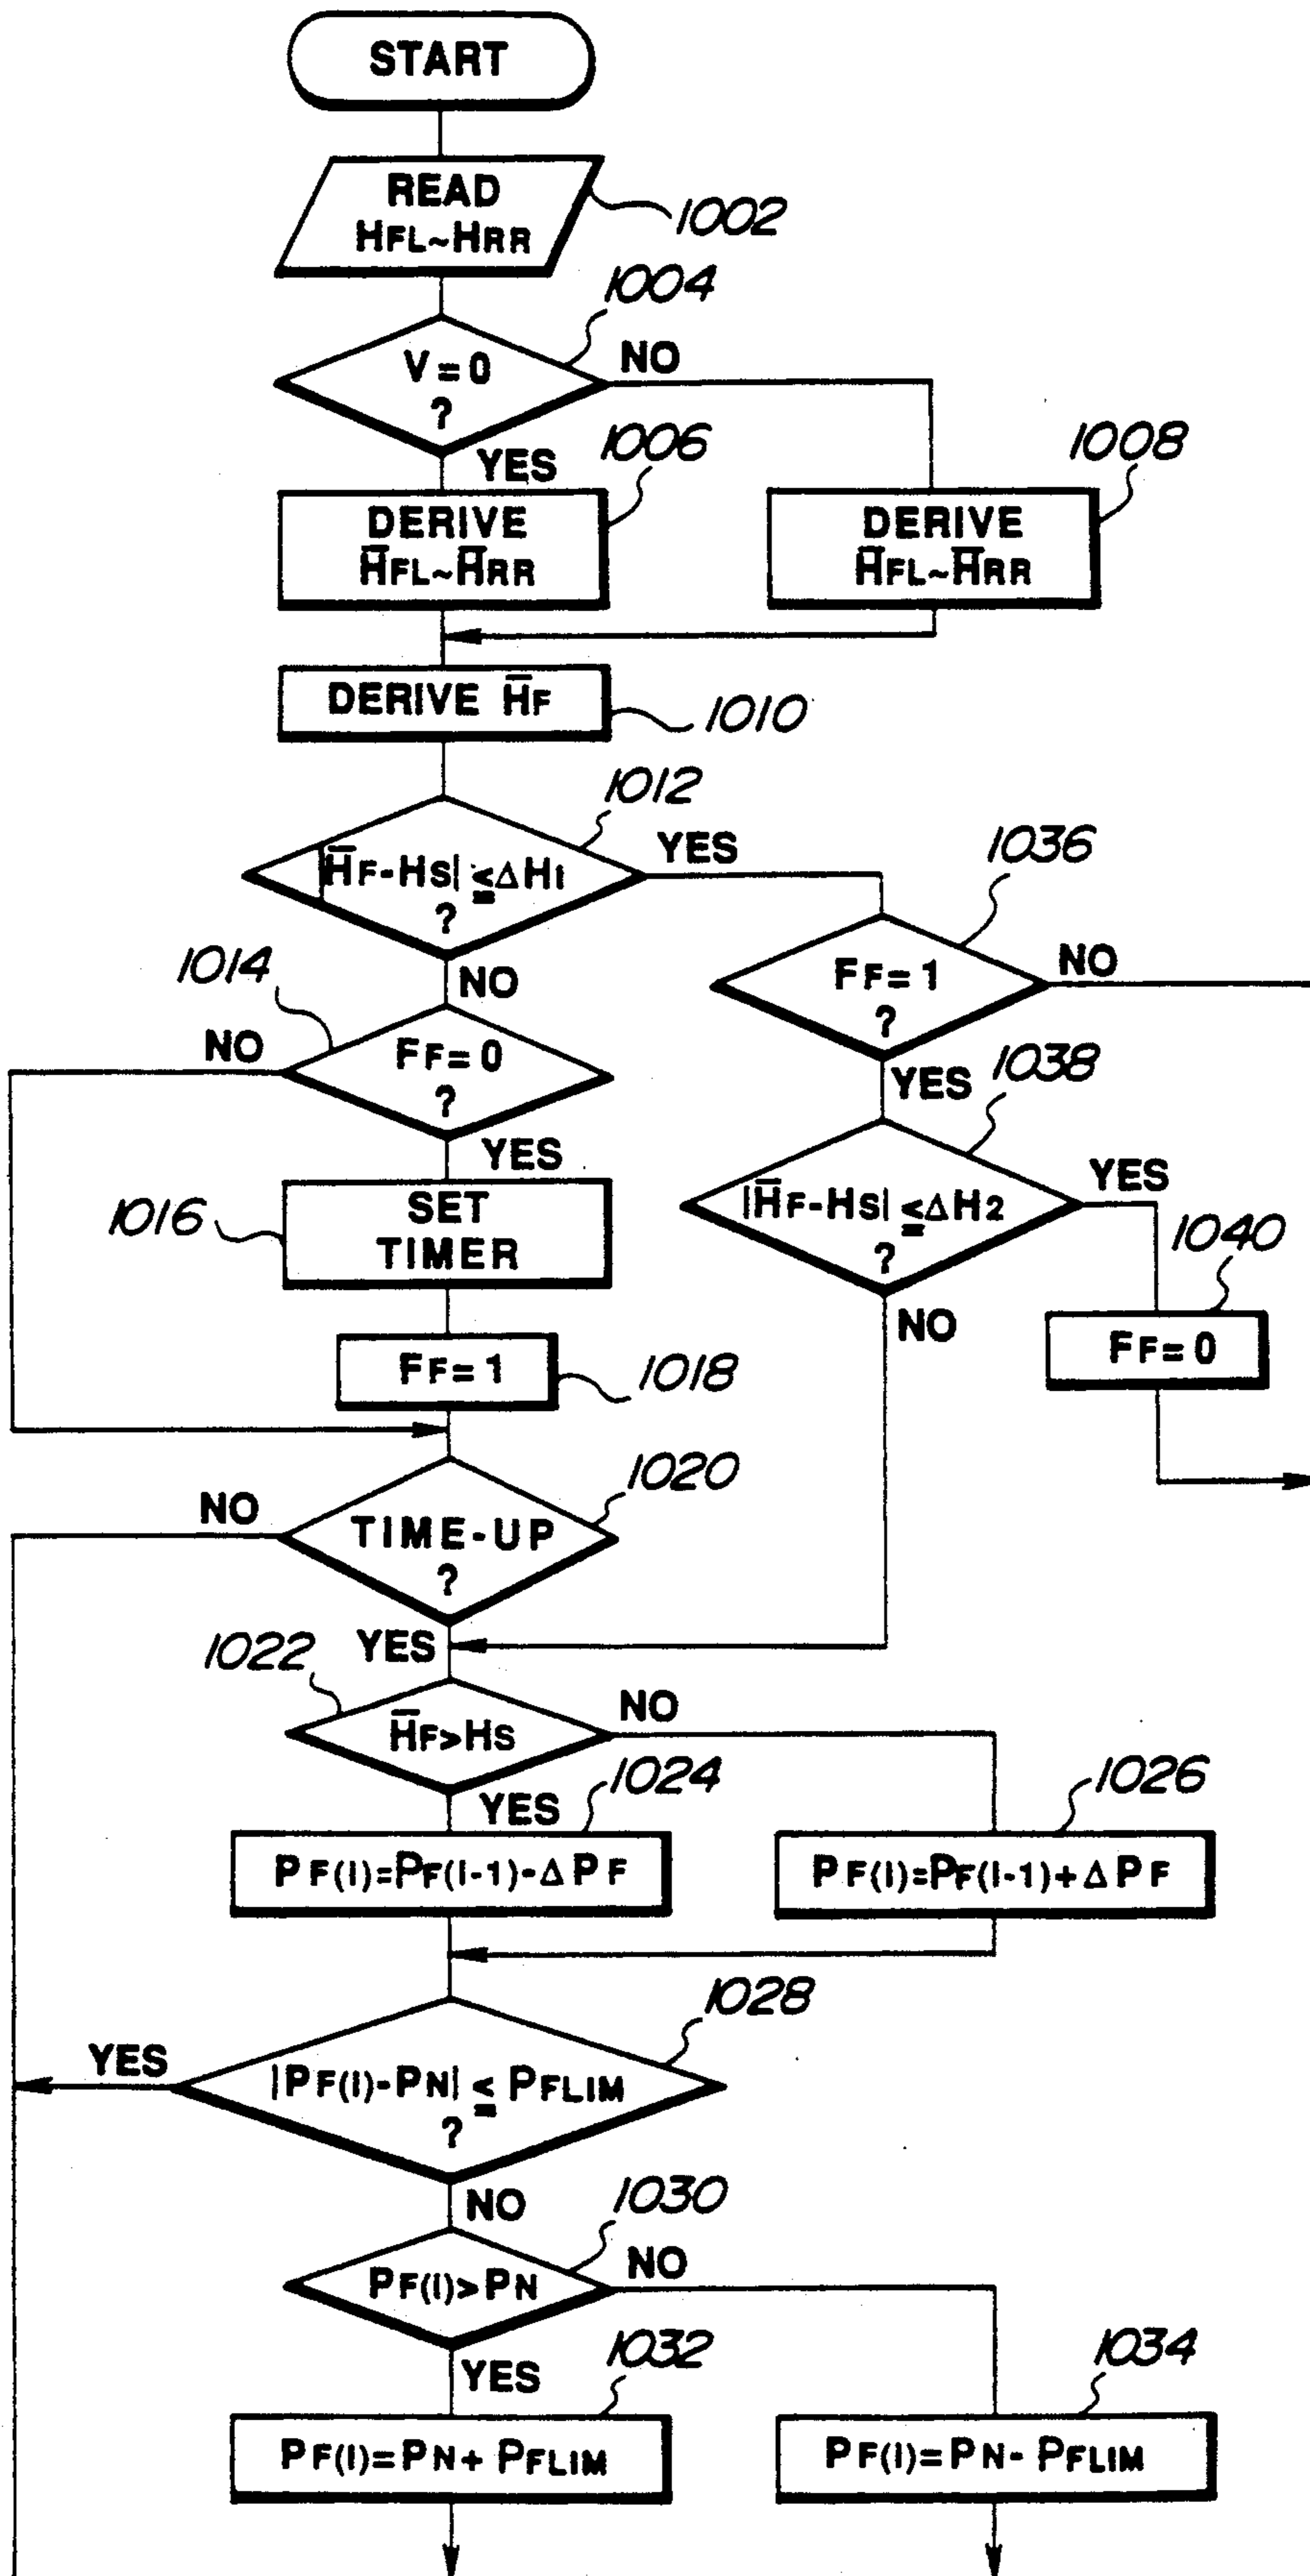 START
READ
HFL~HRR
1002
1004
V = 0
?
NO
YES
1006
1008
DERIVE
H̅FL~H̅RR
DERIVE
H̅FL~H̅RR
DERIVE H̅F
1010
1012
|H̅F-HS| ≦ΔH1
?
YES
1036
NO
1014
FF= 1
?
NO
NO
FF= 0
?
YES
1038
YES
|H̅F-HS| ≦ΔH2
?
YES
1016
SET
TIMER
1040
NO
FF= 0
FF= 1
1018
1020
NO
TIME-UP
?
YES
1022
H̅F>HS
NO
1024
YES
1026
PF(I)=PF(I-1)-Δ PF
PF(I)=PF(I-1)+Δ PF
1028
YES
|PF(I)-PN| ≦ PFLIM
?
NO
1030
PF(I)>PN
NO
1032
YES
1034
PF(I)=PN+ PFLIM
PF(I)=PN- PFLIM